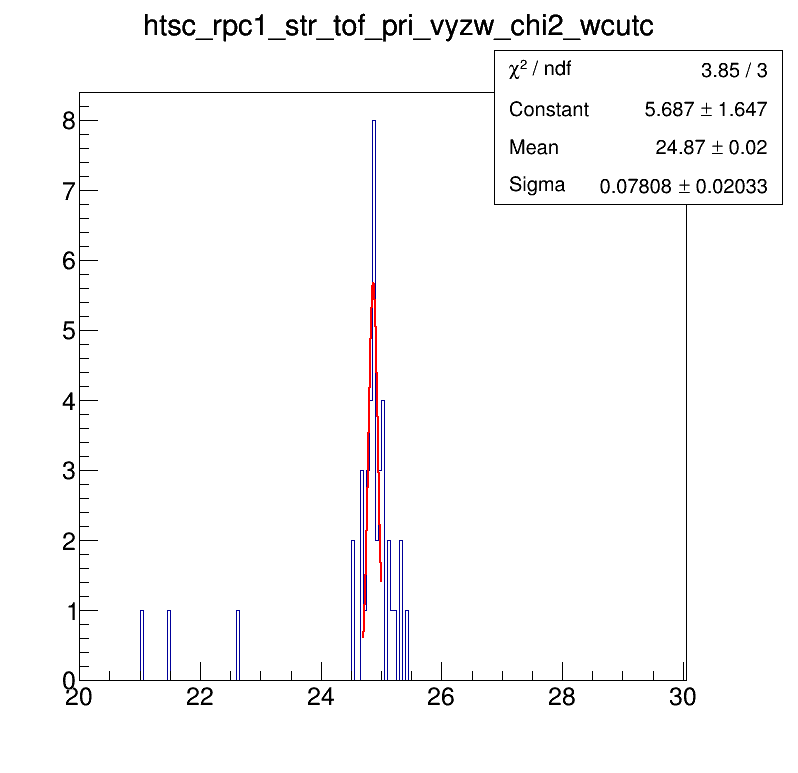 htsc_rpc1_str_tof_pri_vyzw_chi2_wcutc
χ² / ndf 3.85 / 3
Constant 5.687 ± 1.647
Mean 24.87 ± 0.02
Sigma 0.07808 ± 0.02033
8
7
6
5
4
3
2
1
0
20 22 24 26 28 30